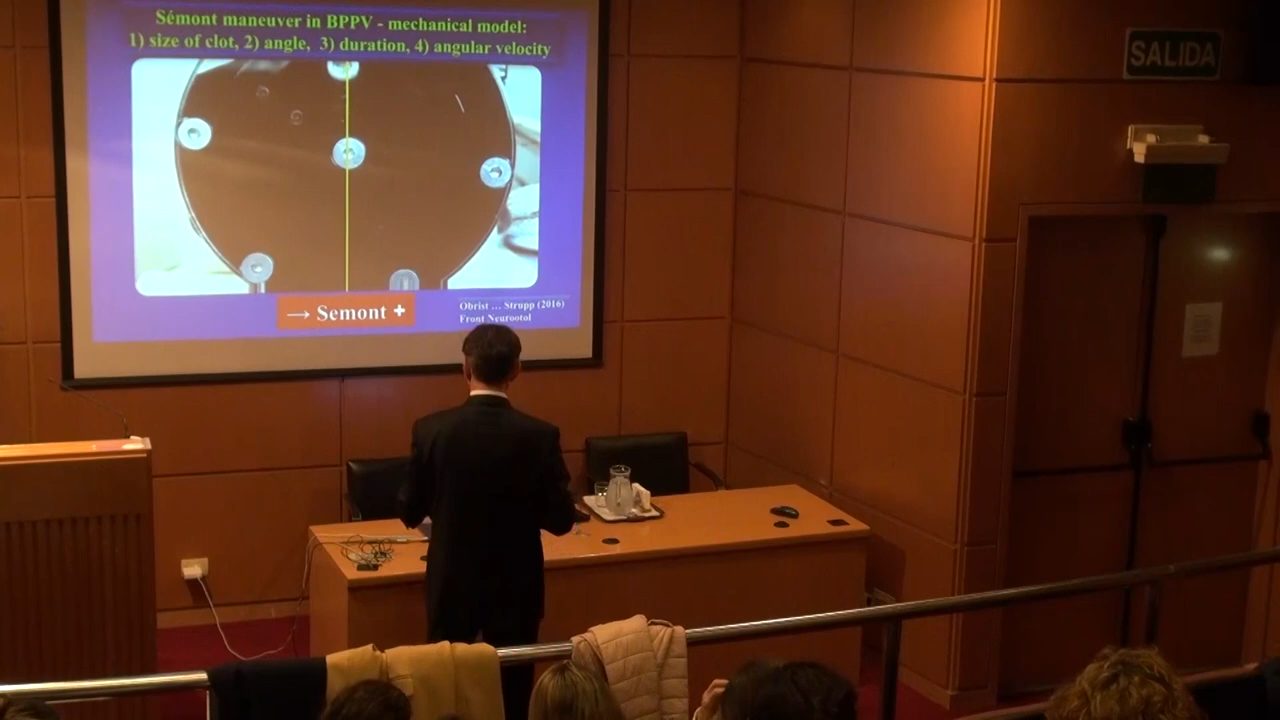 Sémont maneuver in BPPV - mechanical model:
1) size of clot, 2) angle, 3) duration, 4) angular velocity
→ Semont +
Obrist ... Strupp (2016)
Front Neurootol
SALIDA